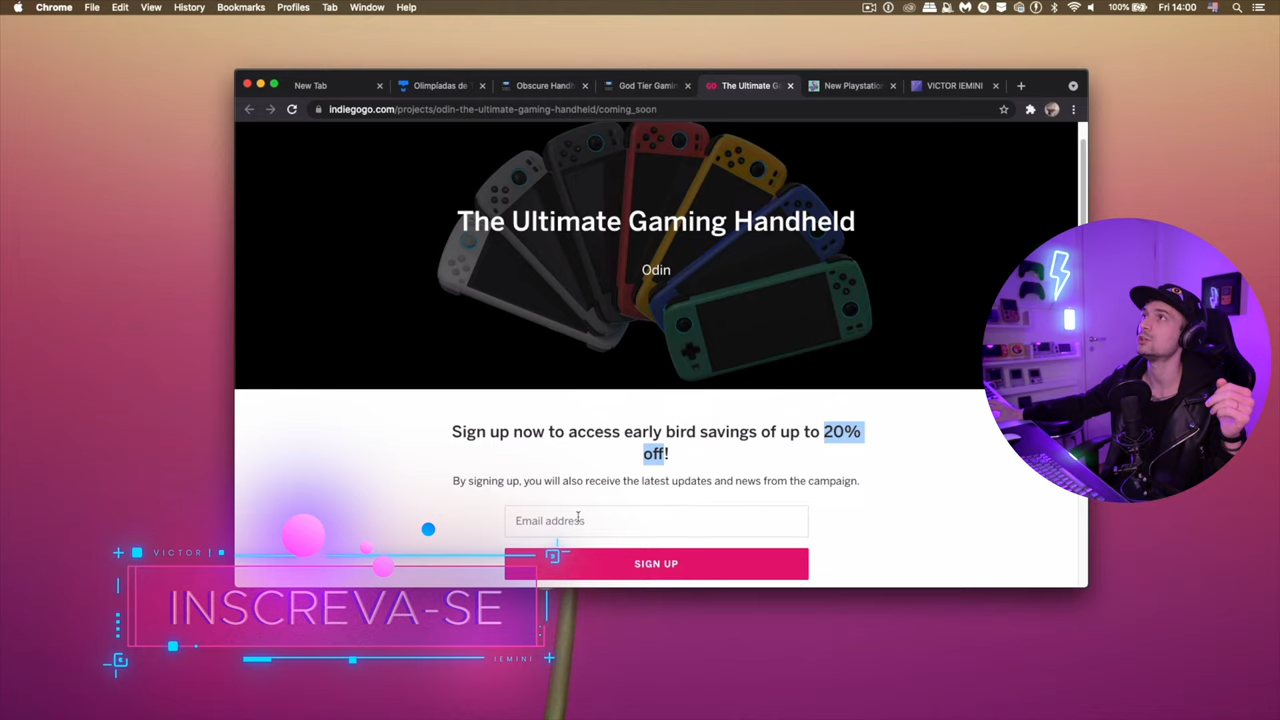 Chrome File Edit View History Bookmarks Profiles Tab Window Help
100% Fri 14:00
New Tab
Olimpíadas de
Obscure Handh
God Tier Gamin
The Ultimate G
New Playstation
VICTOR IEMINI
indiegogo.com/projects/odin-the-ultimate-gaming-handheld/coming_soon
The Ultimate Gaming Handheld
Odin
Sign up now to access early bird savings of up to 20%
off!
By signing up, you will also receive the latest updates and news from the campaign.
Email address
SIGN UP
VICTOR
INSCREVA-SE
IEMINI